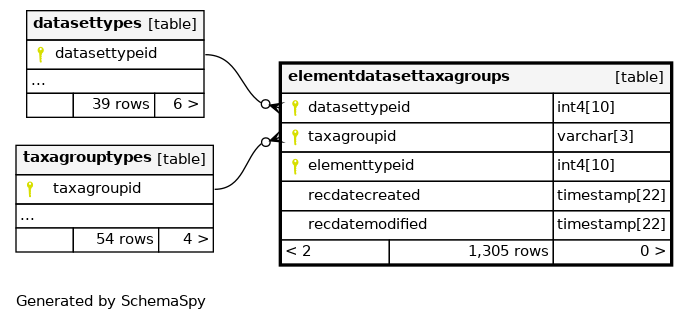 datasettypes [table]
datasettypeid
...
39 rows 6 >
taxagrouptypes [table]
taxagroupid
...
54 rows 4 >
elementdatasettaxagroups [table]
datasettypeid int4[10]
taxagroupid varchar[3]
elementtypeid int4[10]
recdatecreated timestamp[22]
recdatemodified timestamp[22]
< 2 1,305 rows 0 >
Generated by SchemaSpy